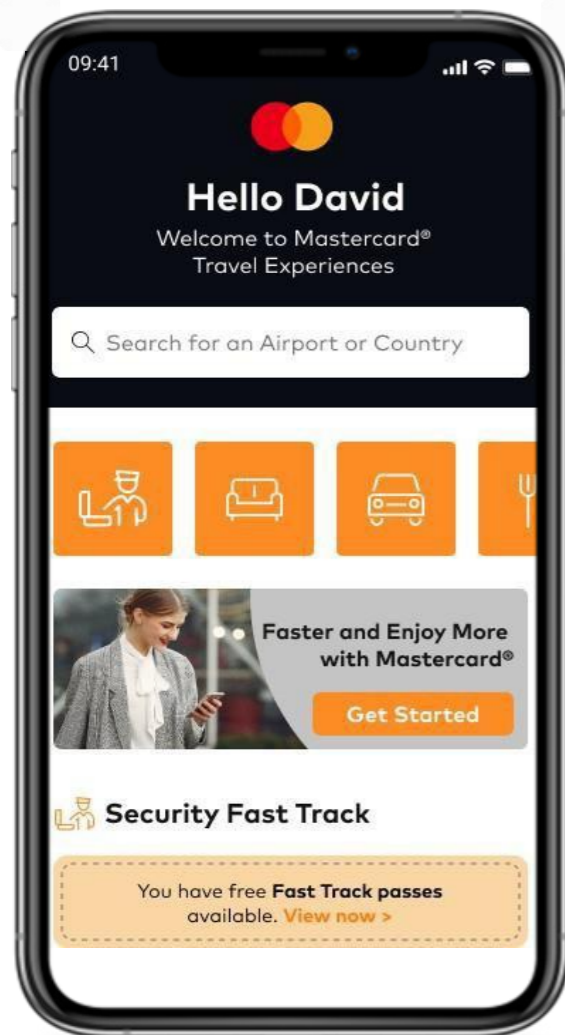 09:41
Hello David
Welcome to Mastercard®
Travel Experiences
Search for an Airport or Country
Faster and Enjoy More
with Mastercard®
Get Started
Security Fast Track
You have free Fast Track passes
available. View now >